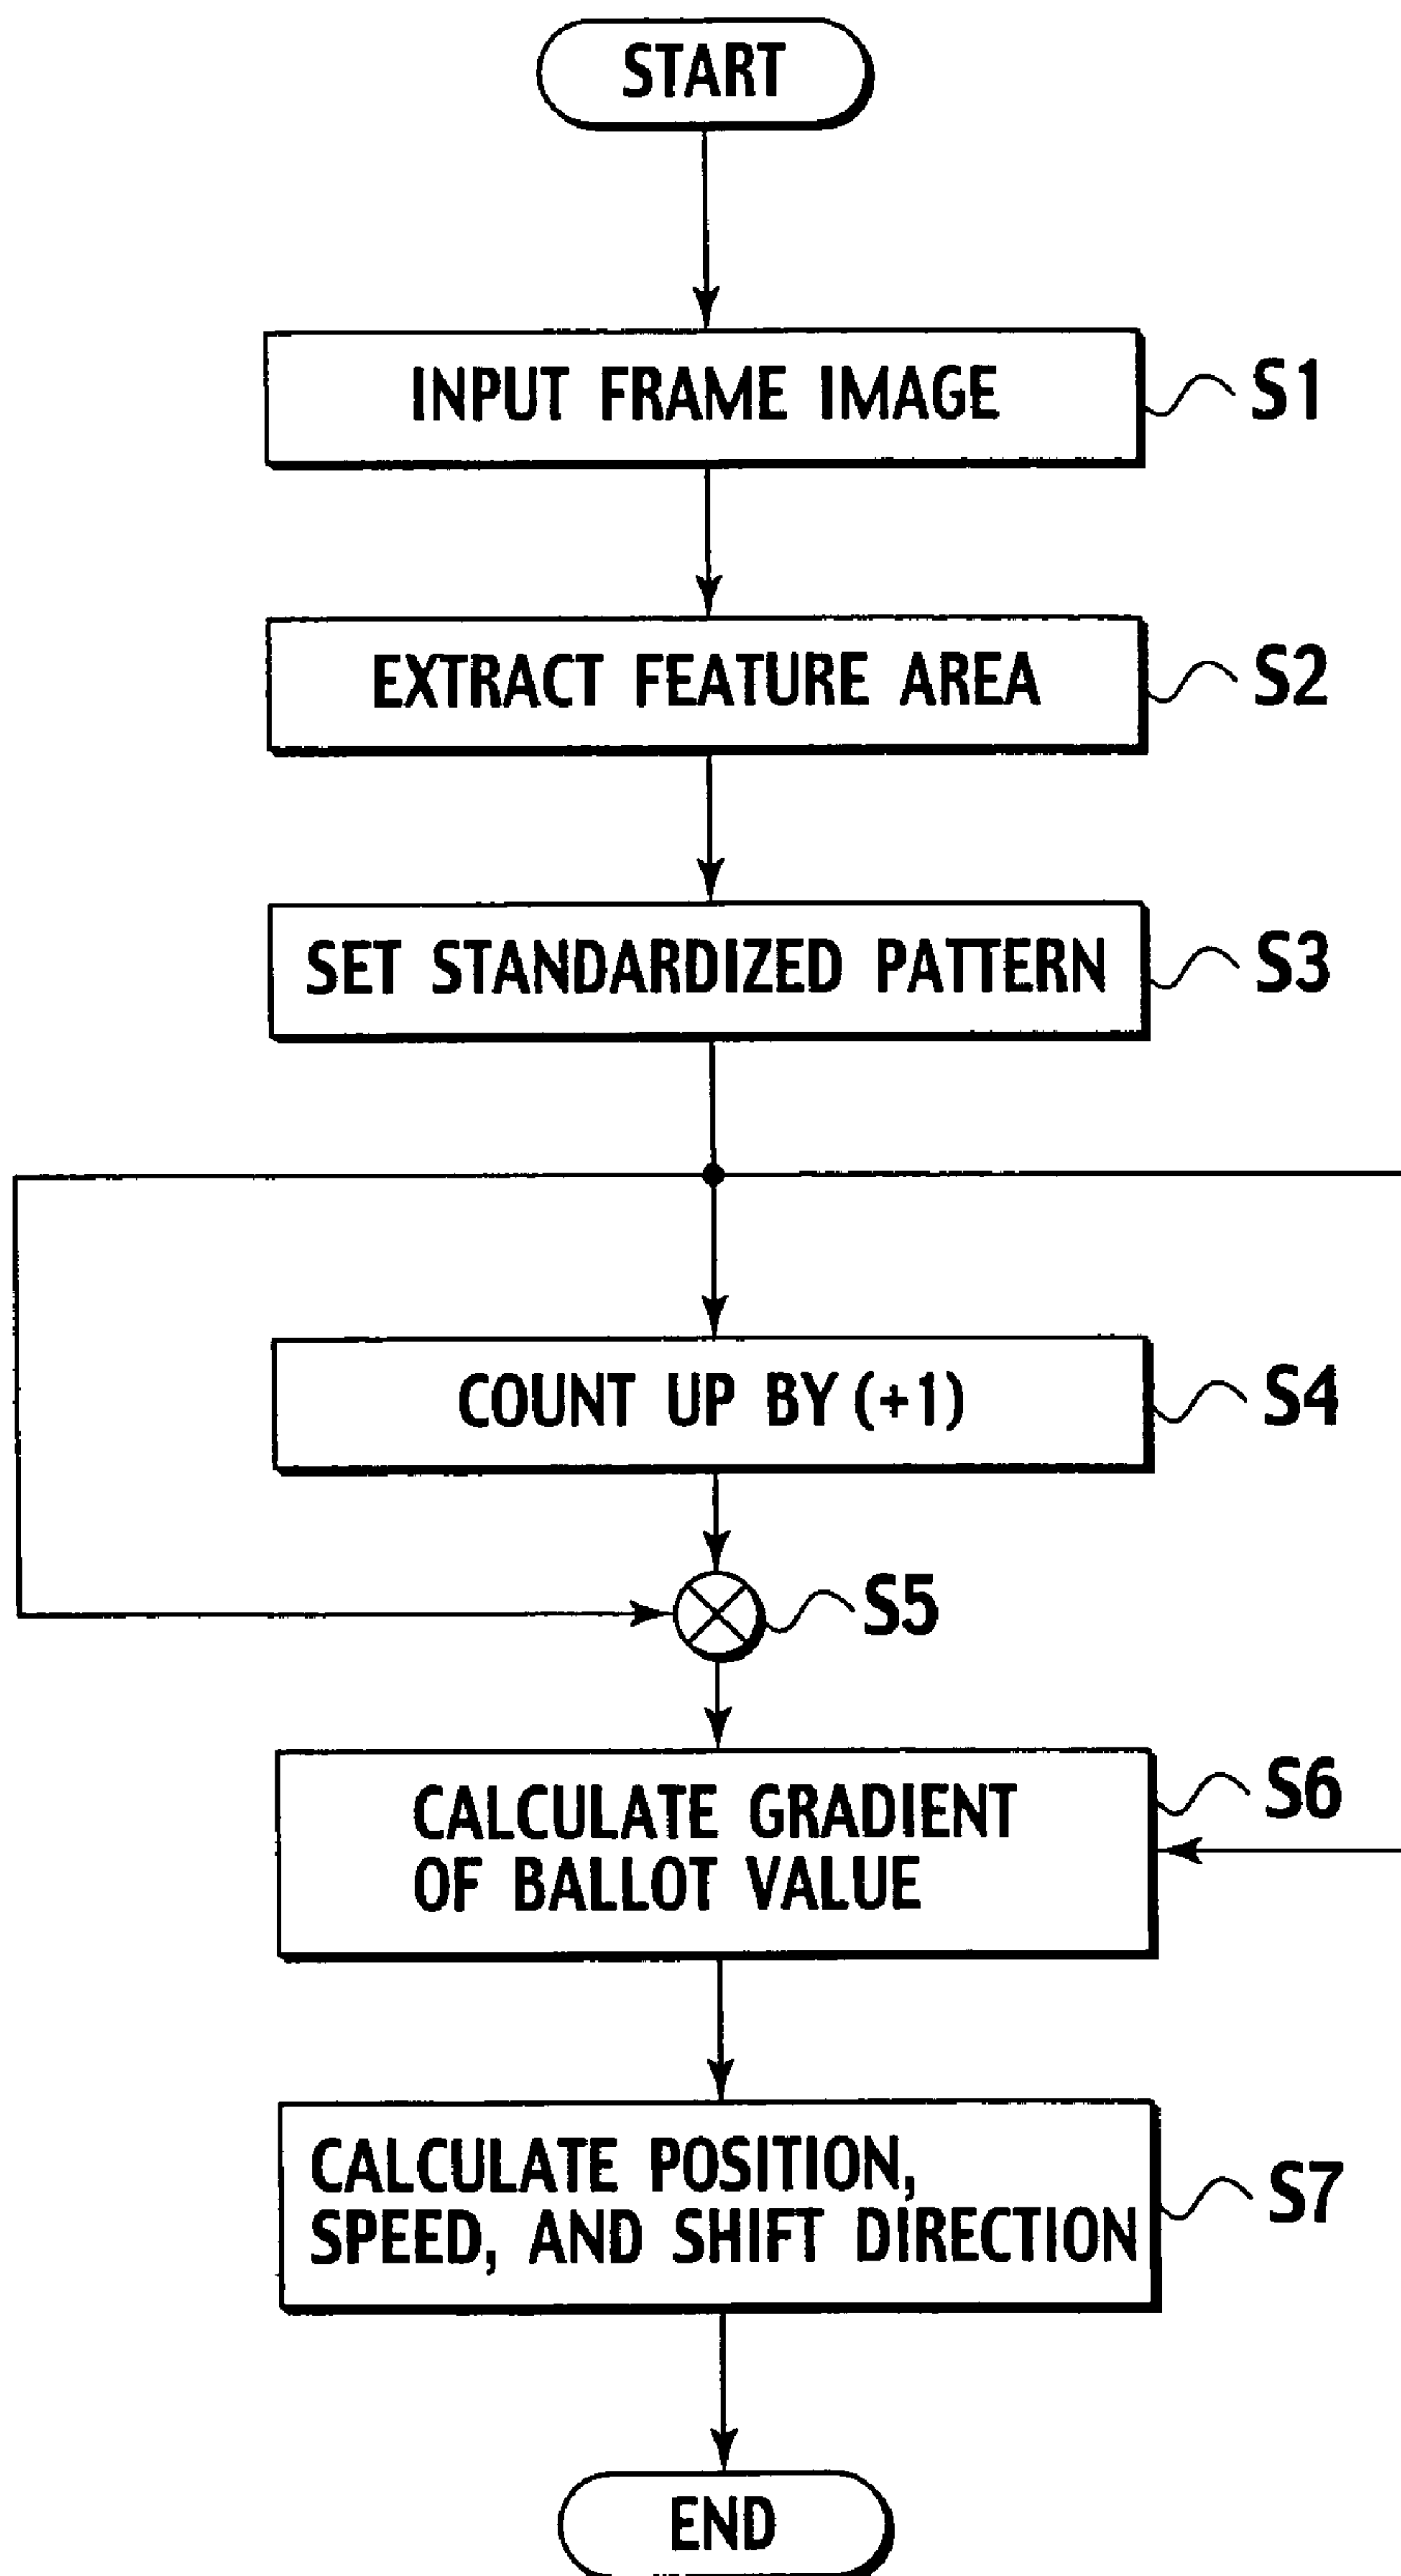 START
INPUT FRAME IMAGE
S1
EXTRACT FEATURE AREA
S2
SET STANDARDIZED PATTERN
S3
COUNT UP BY (+1)
S4
S5
CALCULATE GRADIENT
OF BALLOT VALUE
S6
CALCULATE POSITION,
SPEED, AND SHIFT DIRECTION
S7
END